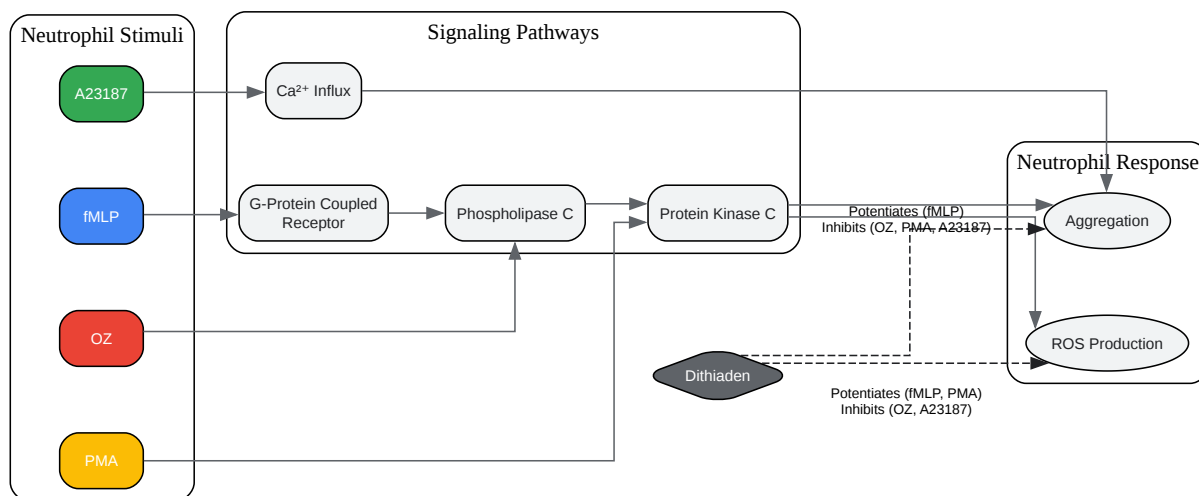 Neutrophil Stimuli
Signaling Pathways
A23187
Ca²⁺ Influx
Neutrophil Response
fMLP
G-Protein Coupled
Receptor
Phospholipase C
Protein Kinase C
Potentiates (fMLP)
Inhibits (OZ, PMA, A23187)
Aggregation
OZ
ROS Production
Dithiaden
Potentiates (fMLP, PMA)
Inhibits (OZ, A23187)
PMA